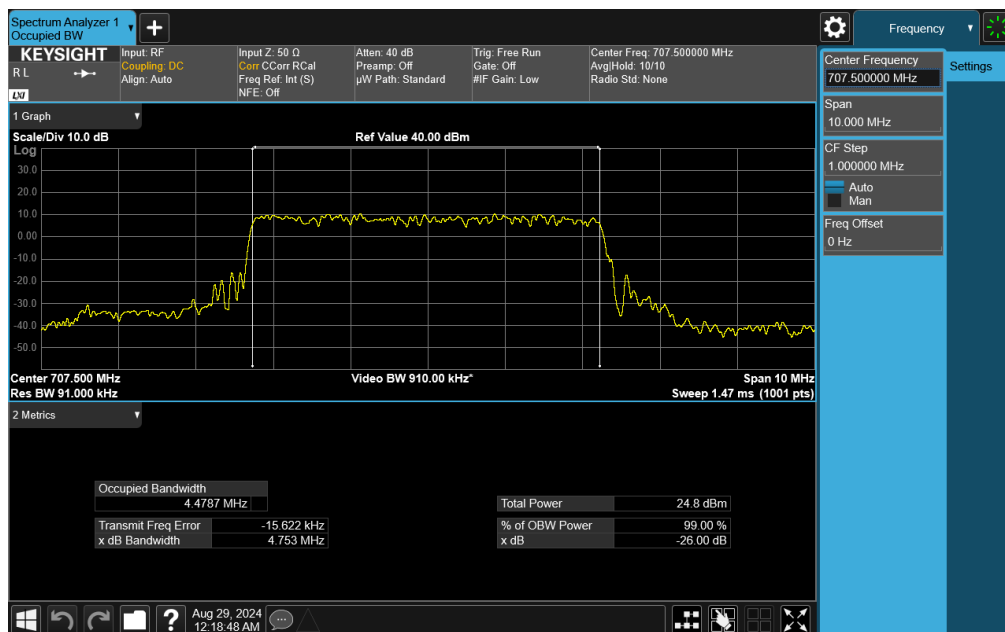 Spectrum Analyzer 1
Occupied BW
Frequency
KEYSIGHT
R L
LXI
Input: RF
Coupling: DC
Align: Auto
Input Z: 50 Ω
Corr CCorr RCal
Freq Ref: Int (S)
NFE: Off
Atten: 40 dB
Preamp: Off
µW Path: Standard
Trig: Free Run
Gate: Off
#IF Gain: Low
Center Freq: 707.500000 MHz
Avg|Hold: 10/10
Radio Std: None
Center Frequency
707.500000 MHz
Settings
Span
10.000 MHz
CF Step
1.000000 MHz
Auto
Man
Freq Offset
0 Hz
1 Graph
Scale/Div 10.0 dB
Ref Value 40.00 dBm
Log
30.0
20.0
10.0
0.00
-10.0
-20.0
-30.0
-40.0
-50.0
Center 707.500 MHz
Video BW 910.00 kHz*
Span 10 MHz
Res BW 91.000 kHz
Sweep 1.47 ms (1001 pts)
2 Metrics
Occupied Bandwidth
4.4787 MHz
Total Power 24.8 dBm
Transmit Freq Error -15.622 kHz
% of OBW Power 99.00 %
x dB Bandwidth 4.753 MHz
x dB -26.00 dB
?
Aug 29, 2024
12:18:48 AM